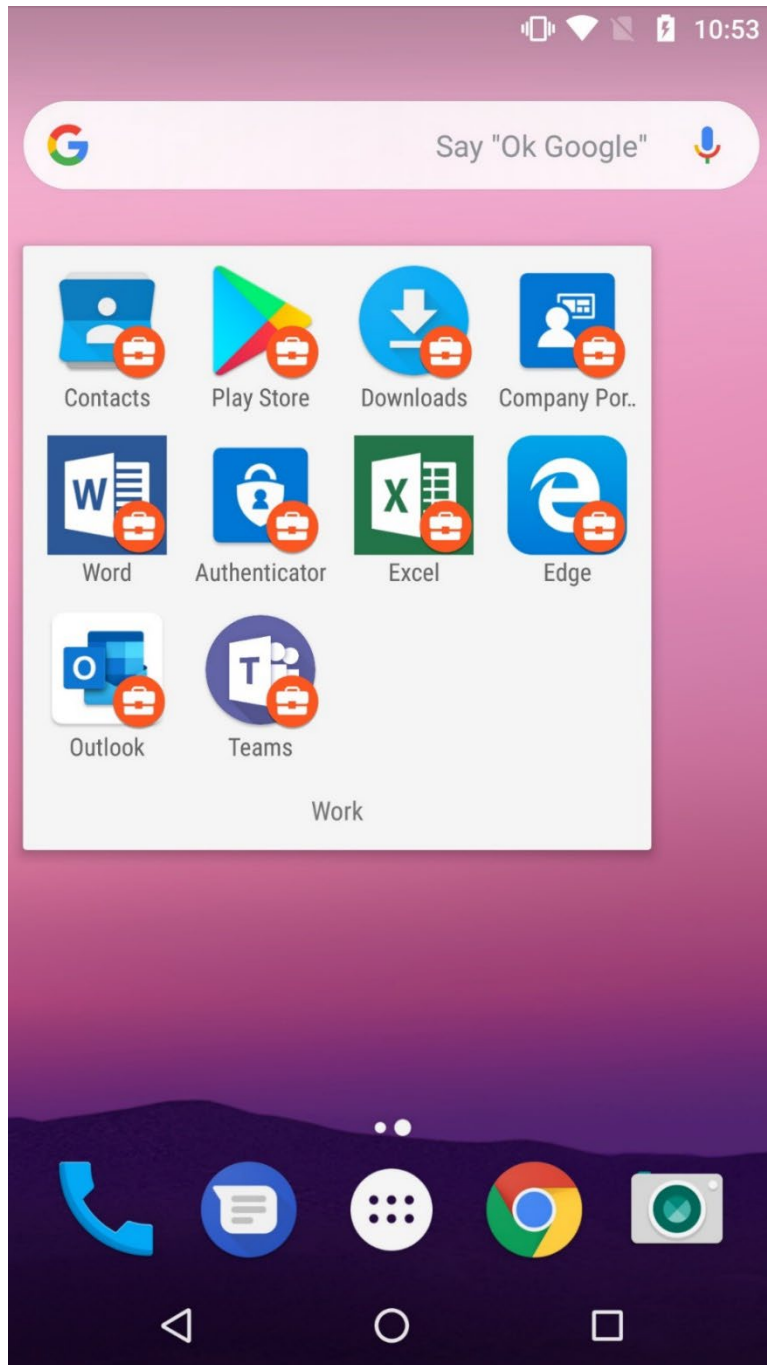 10:53
Say "Ok Google"
Contacts Play Store Downloads Company Por..
Word Authenticator Excel Edge
Outlook Teams
Work